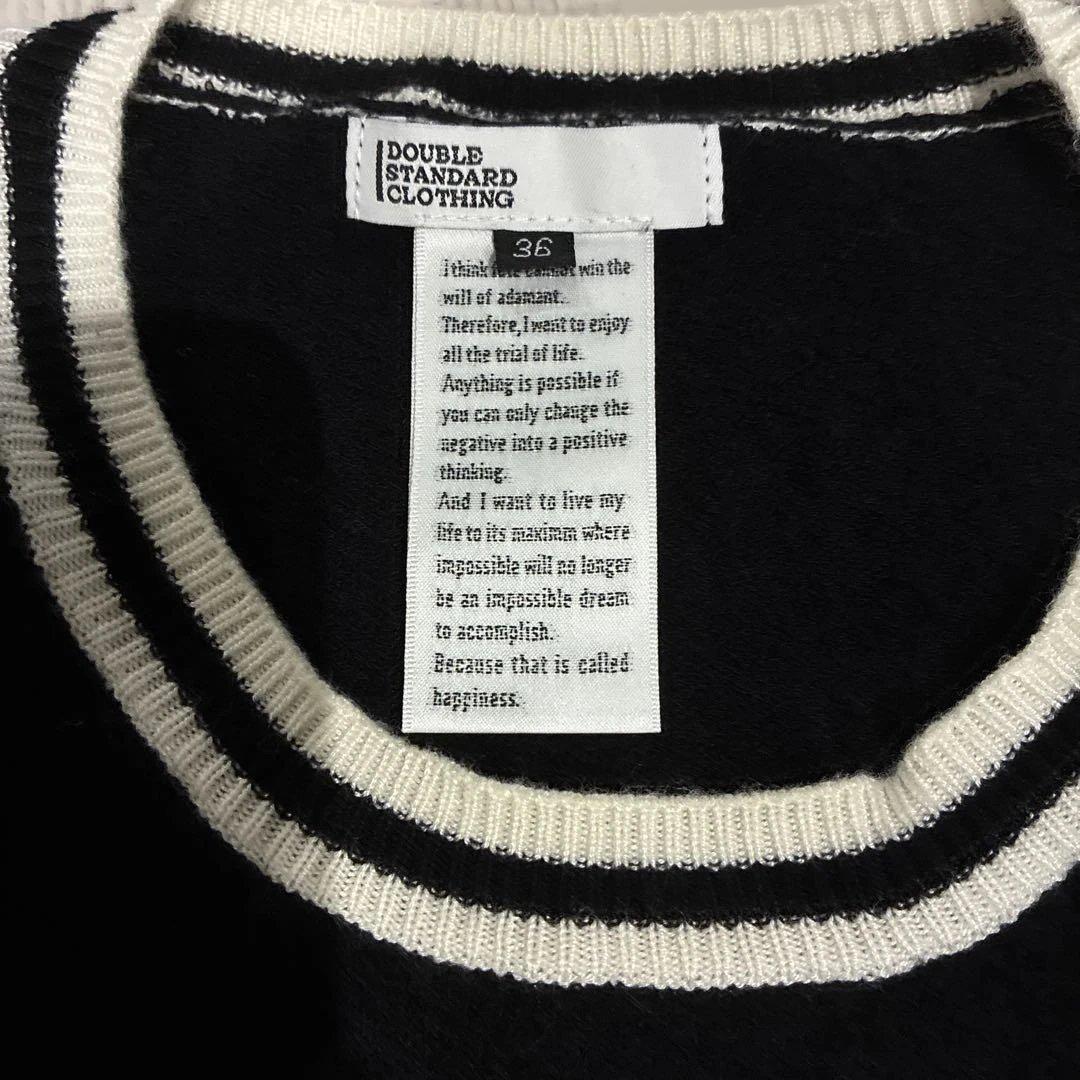 DOUBLE
STANDARD
CLOTHING
36
I think win the
will of adamant.
Therefore, I want to enjoy
all the trial of life.
Anything is possible if
you can only change the
negative into a positive
thinking.
And I want to live my
life to its maximm where
impossible will no longer
be an impossible dream
to accomplish.
Because that is called
happiness.